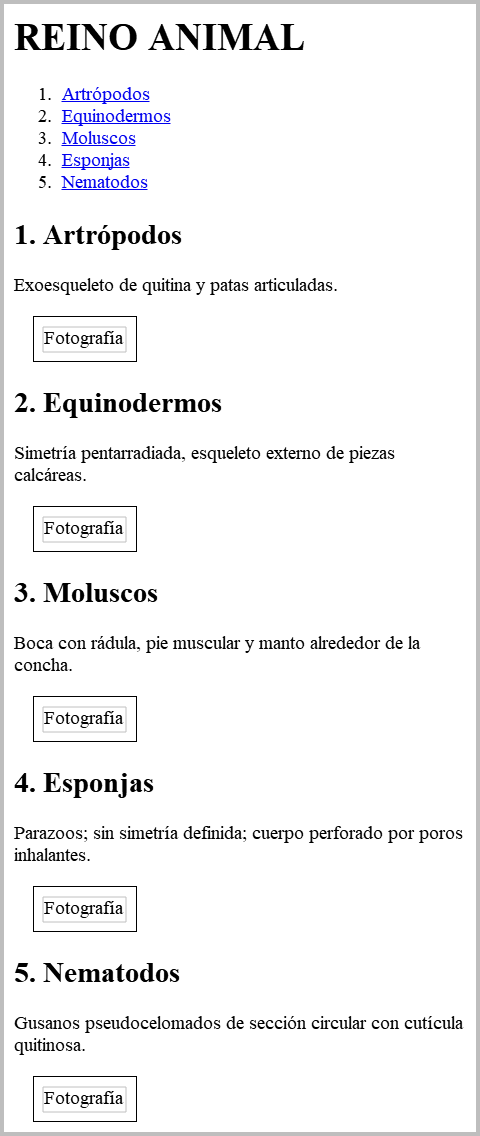 REINO ANIMAL
1. Artrópodos
2. Equinodermos
3. Moluscos
4. Esponjas
5. Nematodos
1. Artrópodos
Exoesqueleto de quitina y patas articuladas.
Fotografía
2. Equinodermos
Simetría pentarradiada, esqueleto externo de piezas
calcáreas.
Fotografía
3. Moluscos
Boca con rádula, pie muscular y manto alrededor de la
concha.
Fotografía
4. Esponjas
Parazoos; sin simetría definida; cuerpo perforado por poros
inhalantes.
Fotografía
5. Nematodos
Gusanos pseudocelomados de sección circular con cutícula
quitinosa.
Fotografía